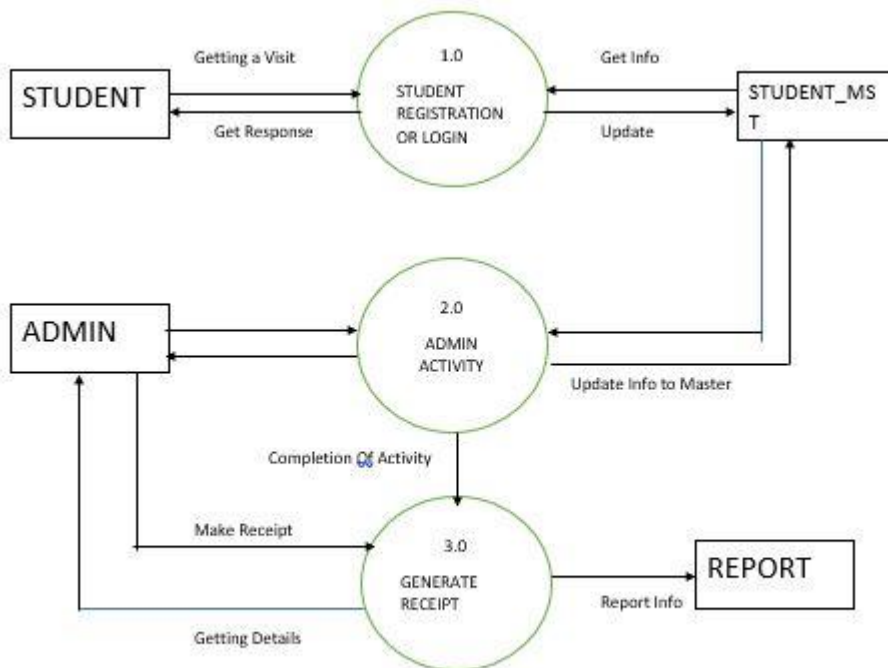 Getting a Visit
1.0
Get Info
STUDENT
STUDENT
REGISTRATION
OR LOGIN
STUDENT_MS
T
Get Response
Update
ADMIN
2.0
ADMIN
ACTIVITY
Update Info to Master
Completion Of Activity
Make Receipt
3.0
GENERATE
RECEIPT
REPORT
Report Info
Getting Details